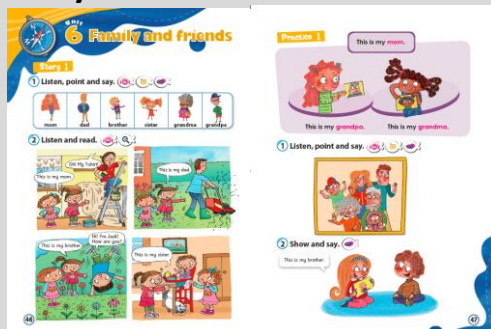 Unit
6 Family and friends
Story 1
1 Listen, point and say.
mom dad brother sister grandma grandpa
2 Listen and read.
Oh! My T-shirt!
This is my mom.
This is my dad.
This is my brother.
Hi! I'm Jack!
How are you?
This is my sister.
46
Practice 1
This is my mom.
This is my grandpa. This is my grandma.
1 Listen, point and say.
2 Show and say.
This is my brother.
47